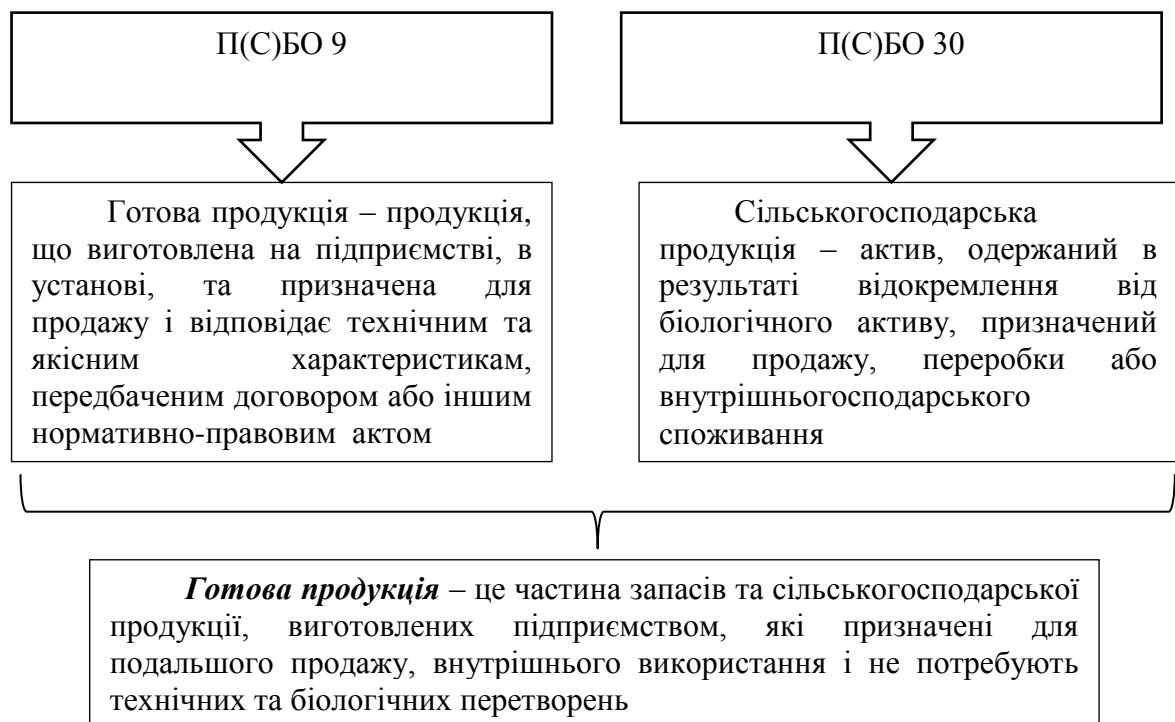 П(С)БО 9
П(С)БО 30
Готова продукція – продукція,
що виготовлена на підприємстві, в
установі, та призначена для
продажу і відповідає технічним та
якісним характеристикам,
передбаченим договором або іншим
нормативно-правовим актом
Сільськогосподарська
продукція – актив, одержаний в
результаті відокремлення від
біологічного активу, призначений
для продажу, переробки або
внутрішньогосподарського
споживання
Готова продукція – це частина запасів та сільськогосподарської
продукції, виготовлених підприємством, які призначені для
подальшого продажу, внутрішнього використання і не потребують
технічних та біологічних перетворень